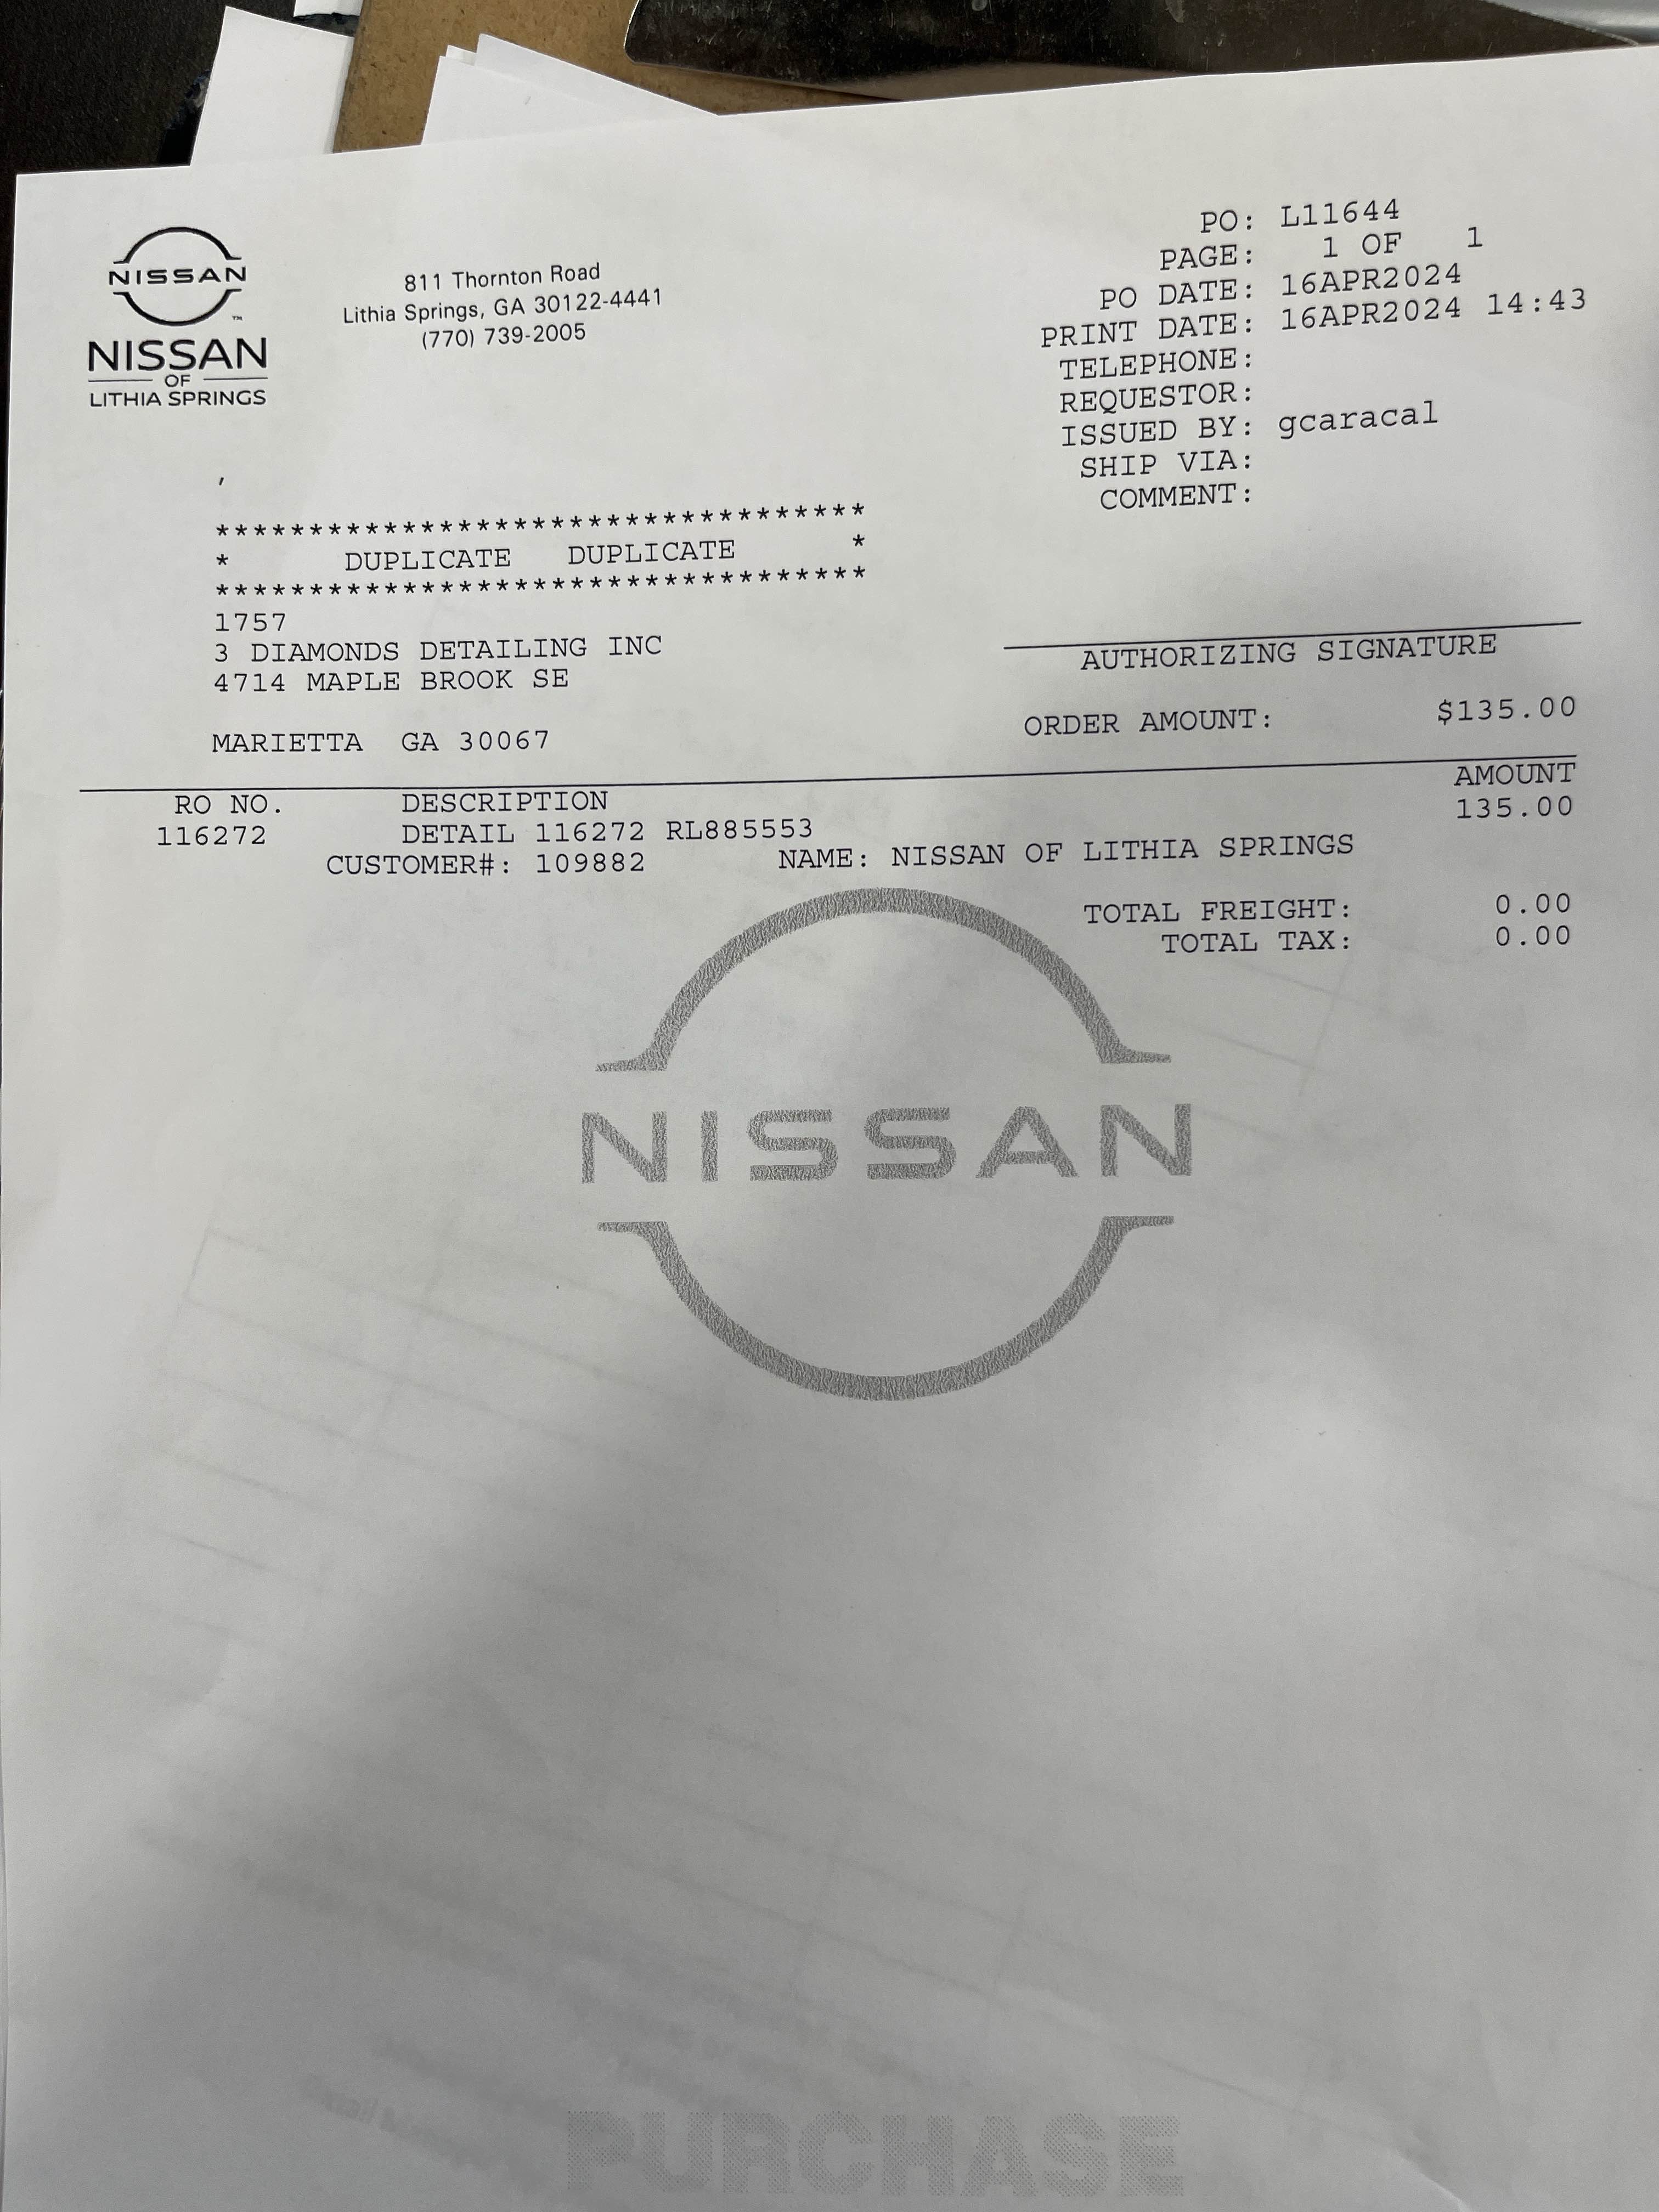 NISSAN
NISSAN
OF
LITHIA SPRINGS
811 Thornton Road
Lithia Springs, GA 30122-4441
(770) 739-2005
PO: L11644
PAGE: 1 OF 1
PO DATE: 16APR2024
PRINT DATE: 16APR2024 14:43
TELEPHONE:
REQUESTOR:
ISSUED BY: gcaracal
SHIP VIA:
COMMENT:
,
***********************************
* DUPLICATE DUPLICATE *
***********************************
1757
3 DIAMONDS DETAILING INC
4714 MAPLE BROOK SE
MARIETTA GA 30067
AUTHORIZING SIGNATURE
ORDER AMOUNT: $135.00
RO NO. DESCRIPTION AMOUNT
116272 DETAIL 116272 RL885553 135.00
CUSTOMER#: 109882 NAME: NISSAN OF LITHIA SPRINGS
TOTAL FREIGHT: 0.00
TOTAL TAX: 0.00
NISSAN
PURCHASE